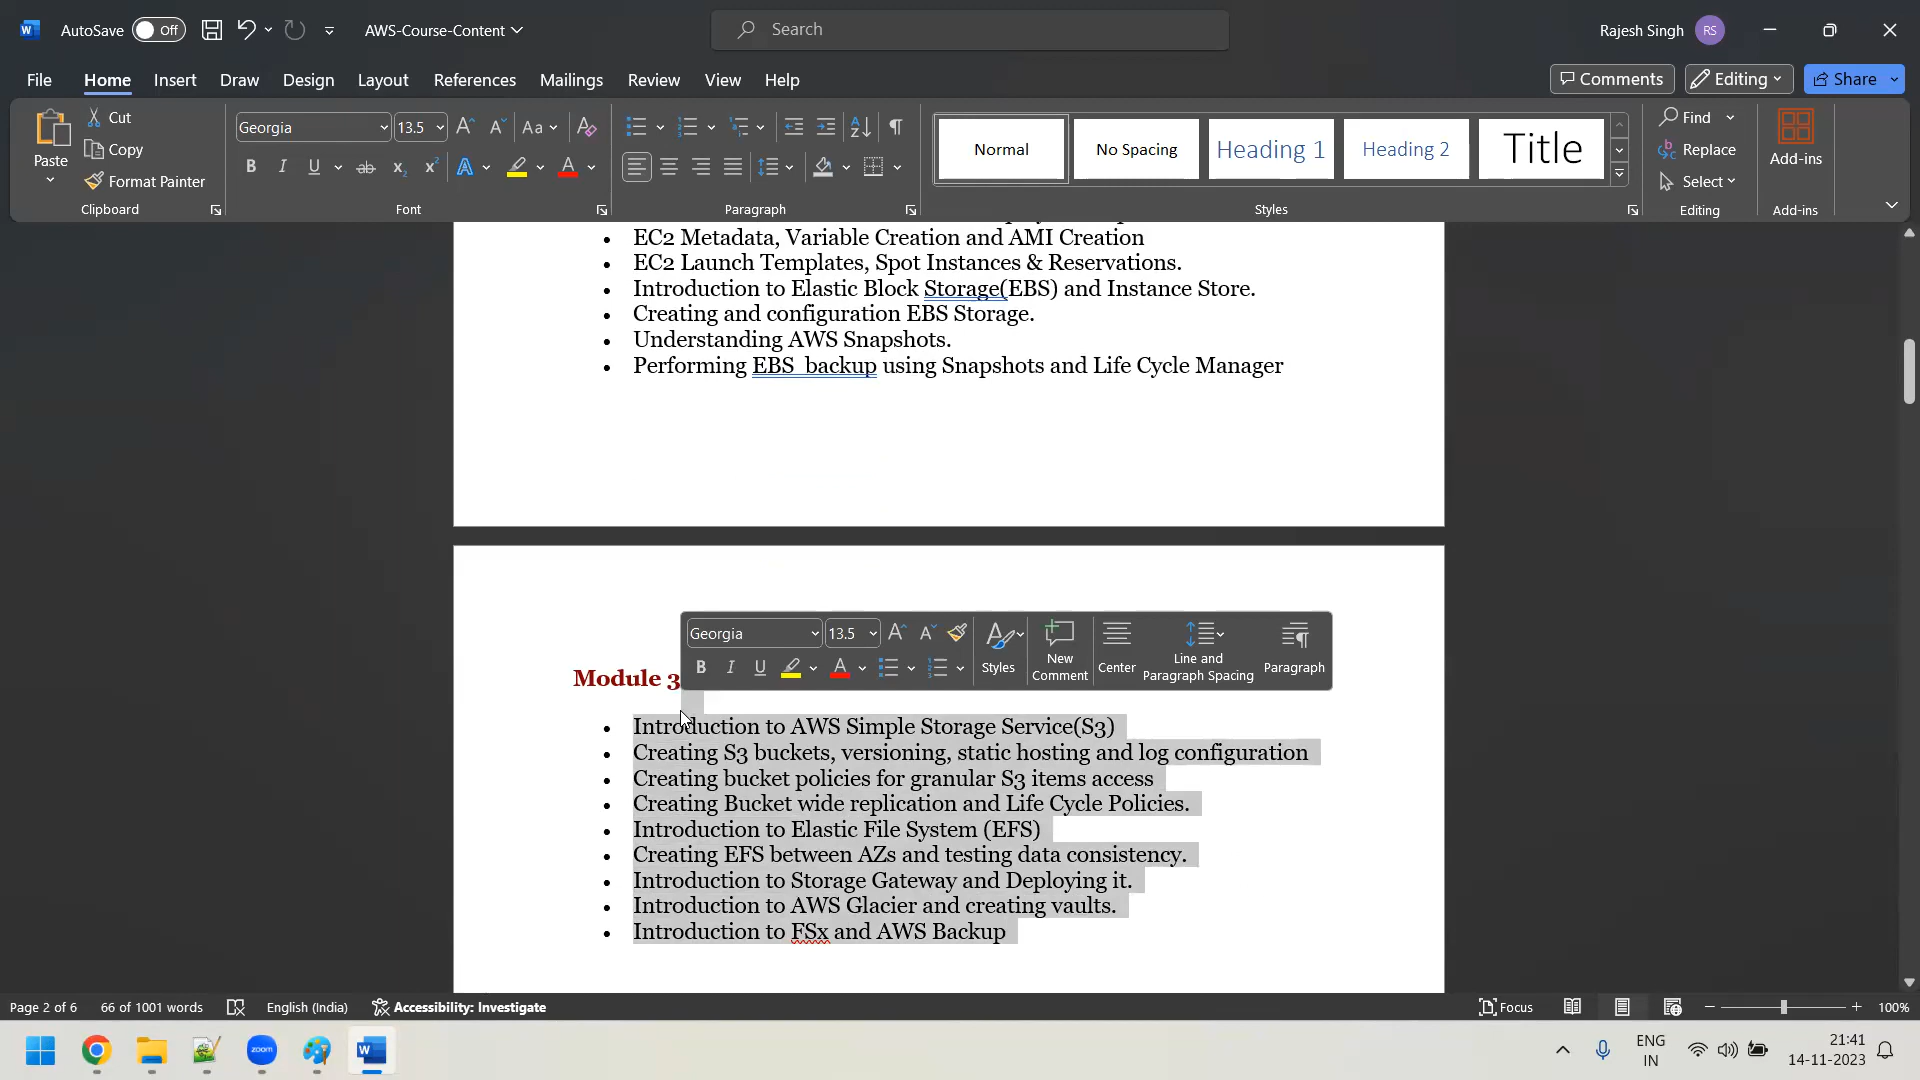 AutoSave Off AWS-Course-Content Search Rajesh Singh RS
File Home Insert Draw Design Layout References Mailings Review View Help Comments Editing Share
Paste Cut Copy Format Painter
Clipboard
Georgia 13.5 Aa
Font
Paragraph
Normal No Spacing Heading 1 Heading 2 Title
Styles
Find
Replace
Select
Editing
Add-ins
Add-ins
EC2 Metadata, Variable Creation and AMI Creation
EC2 Launch Templates, Spot Instances & Reservations.
Introduction to Elastic Block Storage(EBS) and Instance Store.
Creating and configuration EBS Storage.
Understanding AWS Snapshots.
Performing EBS  backup using Snapshots and Life Cycle Manager
Georgia 13.5
Styles
New Comment
Center
Line and Paragraph Spacing
Paragraph
Module 3
Introduction to AWS Simple Storage Service(S3)
Creating S3 buckets, versioning, static hosting and log configuration
Creating bucket policies for granular S3 items access
Creating Bucket wide replication and Life Cycle Policies.
Introduction to Elastic File System (EFS)
Creating EFS between AZs and testing data consistency.
Introduction to Storage Gateway and Deploying it.
Introduction to AWS Glacier and creating vaults.
Introduction to FSx and AWS Backup
Page 2 of 6 66 of 1001 words English (India) Accessibility: Investigate Focus 100%
zoom ENG IN 21:41 14-11-2023